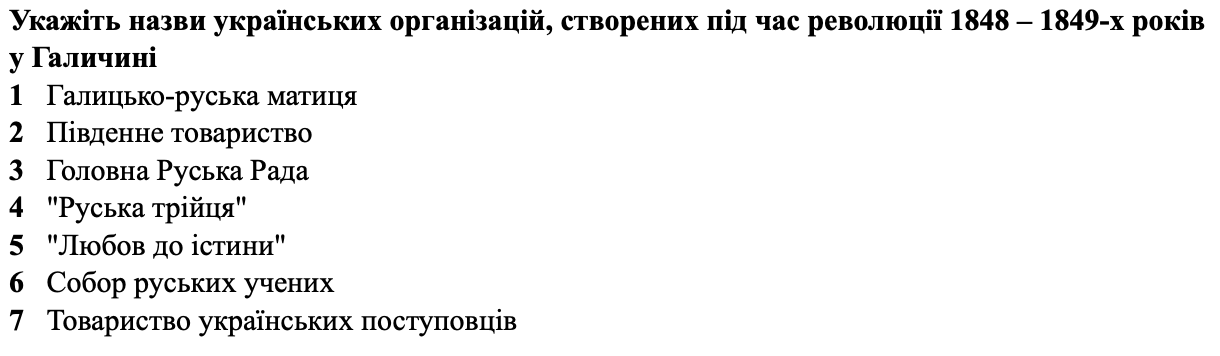 Укажіть назви українських організацій, створених під час революції 1848 – 1849-х років
у Галичині
1 Галицько-руська матиця
2 Південне товариство
3 Головна Руська Рада
4 "Руська трійця"
5 "Любов до істини"
6 Собор руських учених
7 Товариство українських поступовців